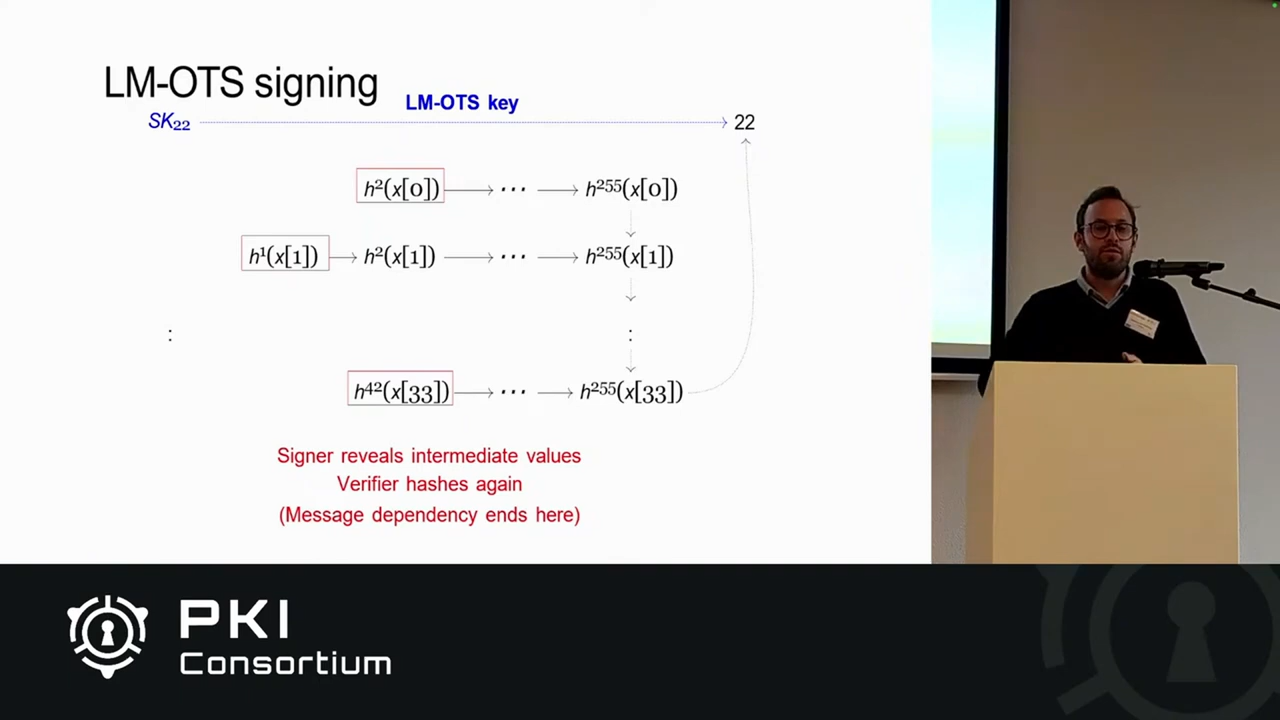 LM-OTS signing
LM-OTS key
SK₂₂ 22
h²(x[0]) ⋯ h²⁵⁵(x[0])
h¹(x[1]) h²(x[1]) ⋯ h²⁵⁵(x[1])
: :
h⁴²(x[33]) ⋯ h²⁵⁵(x[33])
Signer reveals intermediate values
Verifier hashes again
(Message dependency ends here)
PKI
Consortium